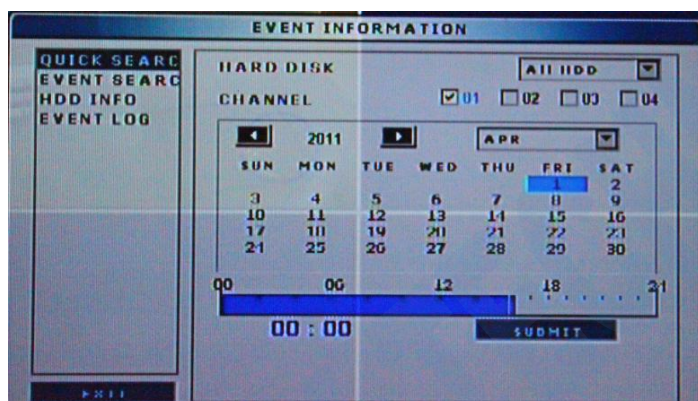 EVENT INFORMATION
QUICK SEARC
EVENT SEARC
HDD INFO
EVENT LOG
HARD DISK
All HDD
CHANNEL
01 02 03 04
2011
APR
SUN MON TUE WED THU FRI SAT
1 2
3 4 5 6 7 8 9
10 11 12 13 14 15 16
17 18 19 20 21 22 23
24 25 26 27 28 29 30
00 06 12 18 24
00 : 00
SUBMIT
EXIT